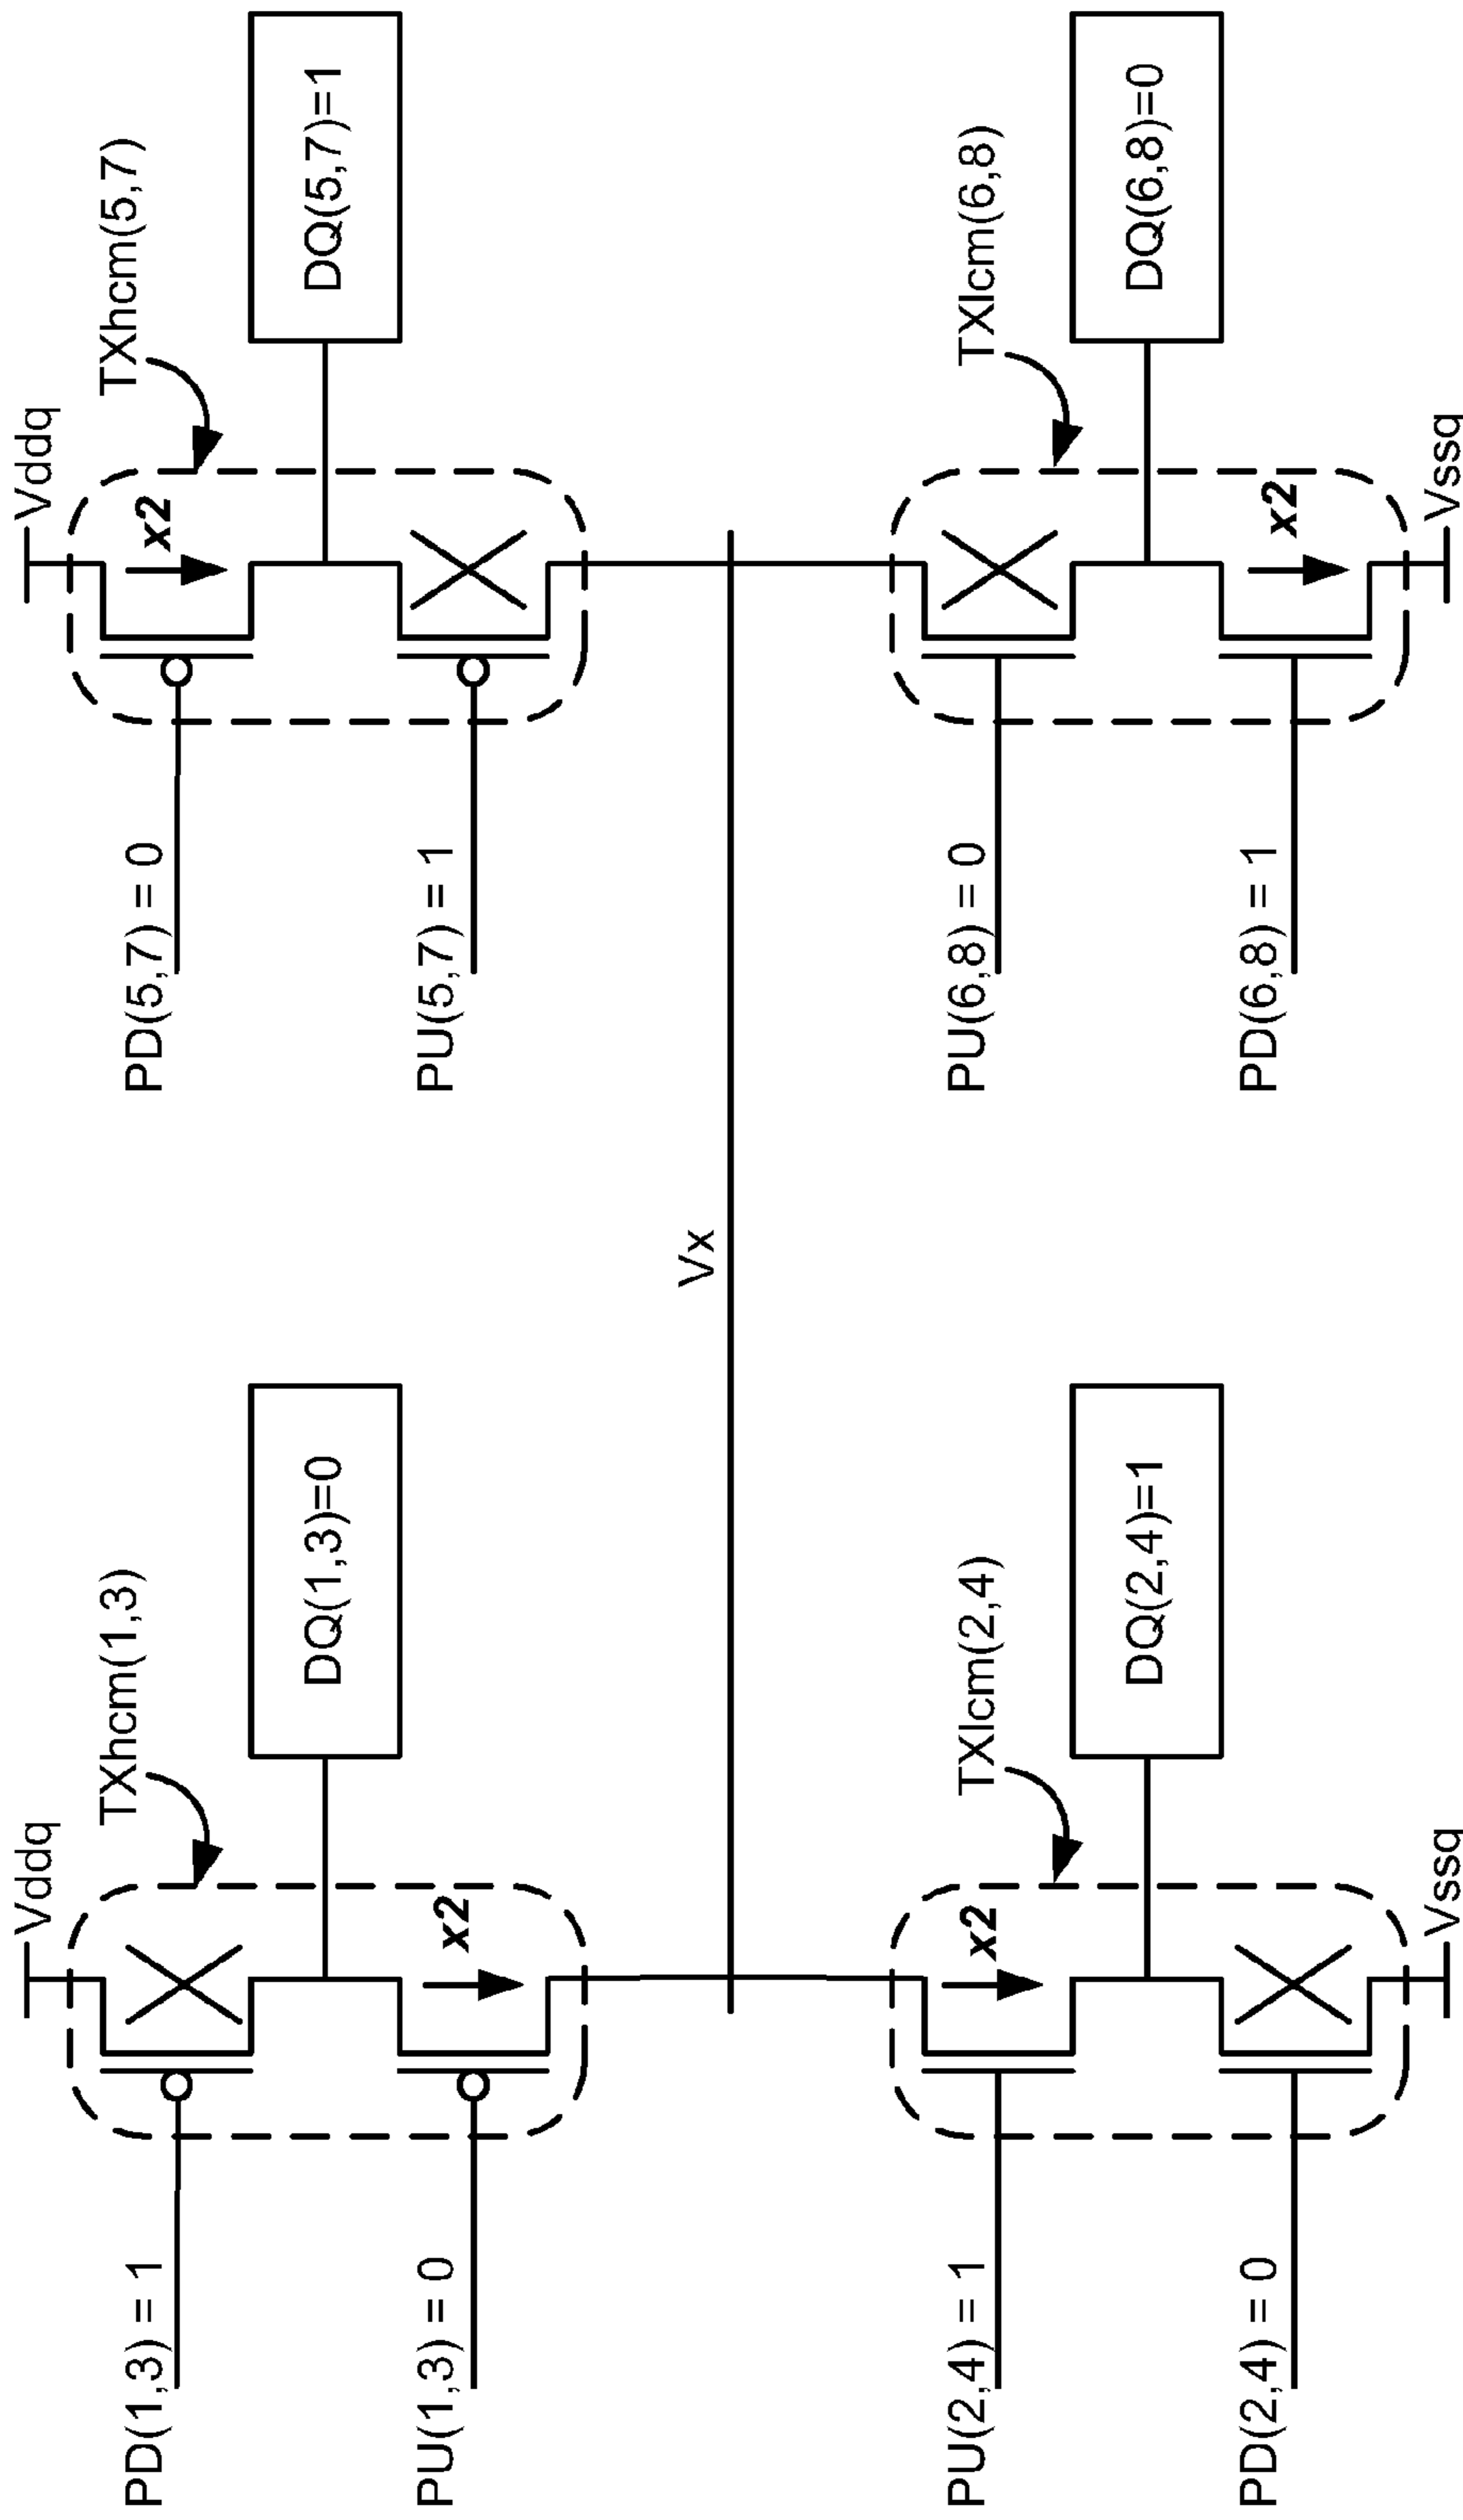 Vddq
Vddq
TXhcm(1,3)
TXhcm(5,7)
PD(1,3) = 1
PD(5,7) = 0
x2
DQ(1,3)=0
DQ(5,7)=1
PU(1,3) = 0
x2
PU(5,7) = 1
Vx
TXlcm(2,4)
TXlcm(6,8)
PU(2,4) = 1
x2
PU(6,8) = 0
DQ(2,4)=1
DQ(6,8)=0
PD(2,4) = 0
PD(6,8) = 1
x2
Vssq
Vssq